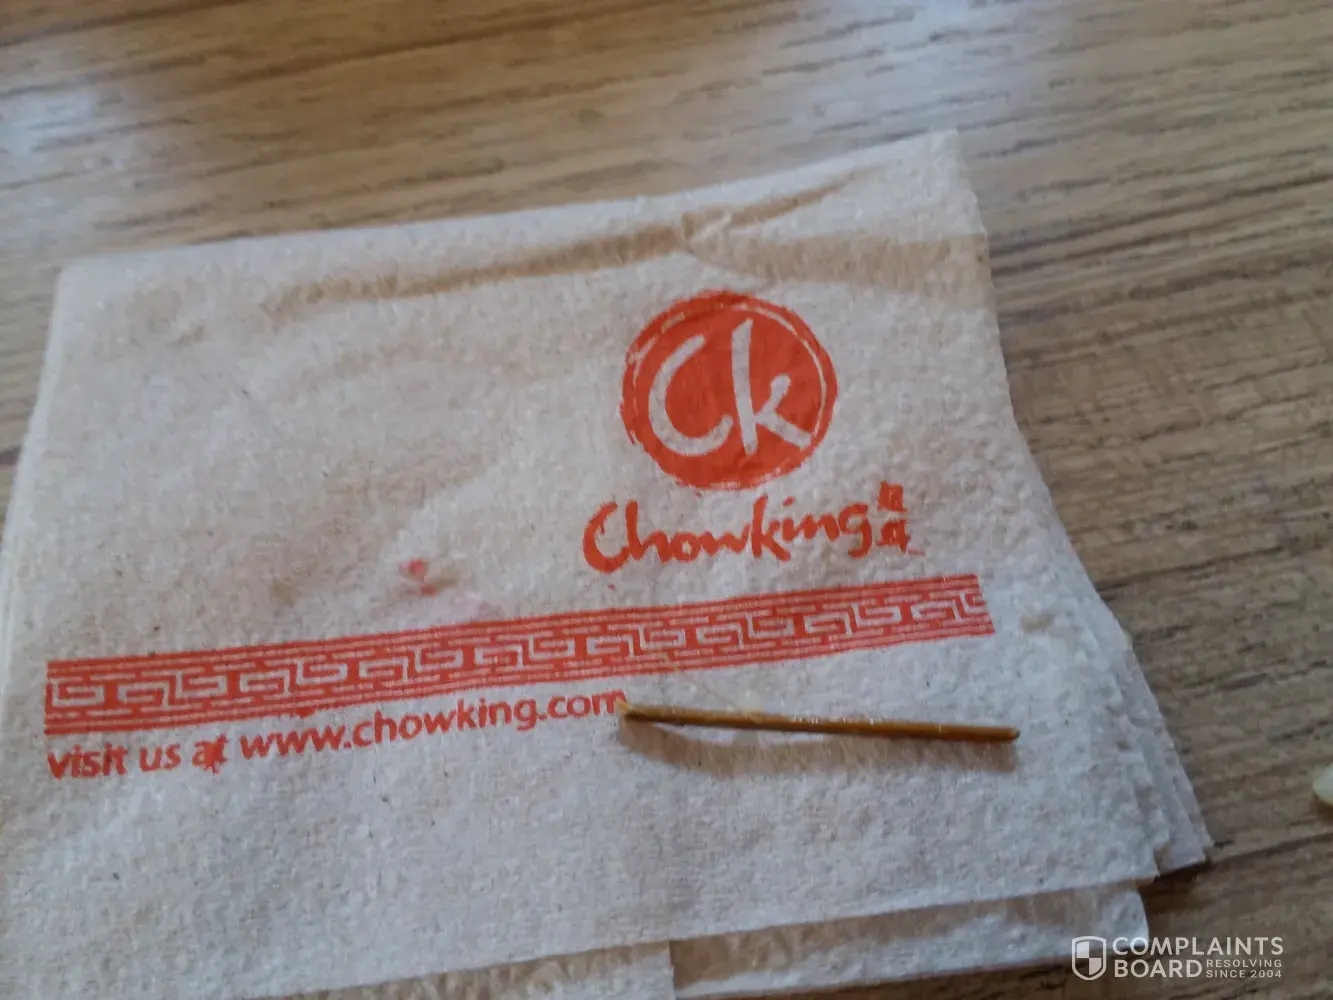 Ck
Chowking
visit us at www.chowking.com
COMPLAINTS
BOARD RESOLVING
SINCE 2004